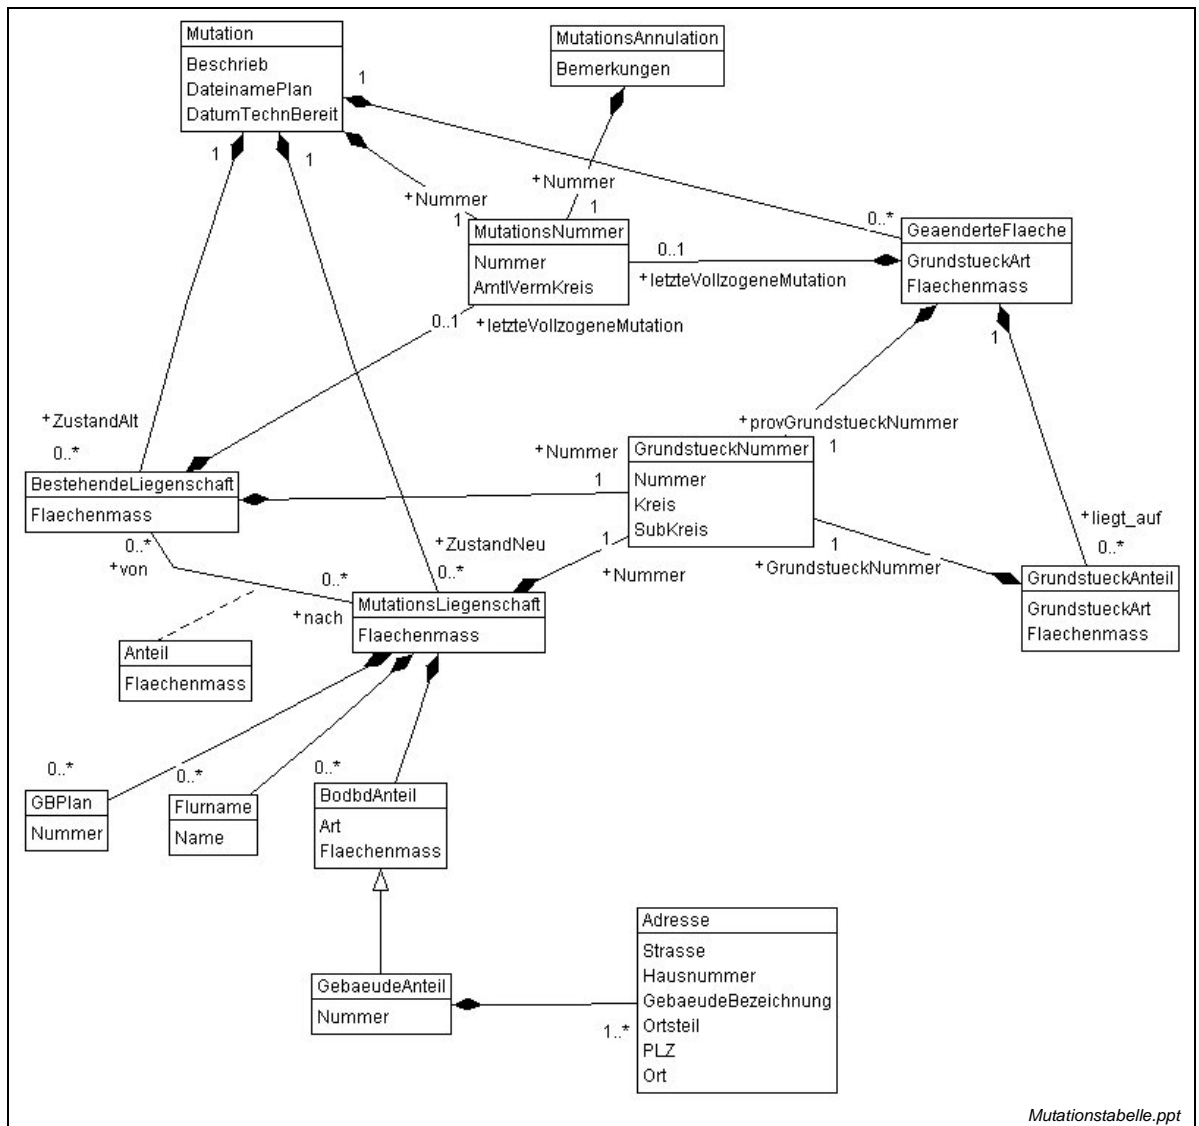 Mutation
Beschrieb
DateinamePlan
DatumTechnBereit
MutationsAnnulation
Bemerkungen
1
1
1
+Nummer
1
+Nummer
1
0..*
MutationsNummer
Nummer
AmtlVermKreis
0..1
+letzteVollzogeneMutation
GeaenderteFlaeche
GrundstueckArt
Flaechenmass
0..1
+letzteVollzogeneMutation
1
+ZustandAlt
0..*
+provGrundstueckNummer
1
+Nummer
1
BestehendeLiegenschaft
Flaechenmass
GrundstueckNummer
Nummer
Kreis
SubKreis
0..*
+von
+ZustandNeu
0..*
1
+Nummer
1
+GrundstueckNummer
+liegt_auf
0..*
0..*
+nach
MutationsLiegenschaft
Flaechenmass
GrundstueckAnteil
GrundstueckArt
Flaechenmass
Anteil
Flaechenmass
0..*
0..*
0..*
GBPlan
Nummer
Flurname
Name
BodbdAnteil
Art
Flaechenmass
GebaeudeAnteil
Nummer
1..*
Adresse
Strasse
Hausnummer
GebaeudeBezeichnung
Ortsteil
PLZ
Ort
Mutationstabelle.ppt